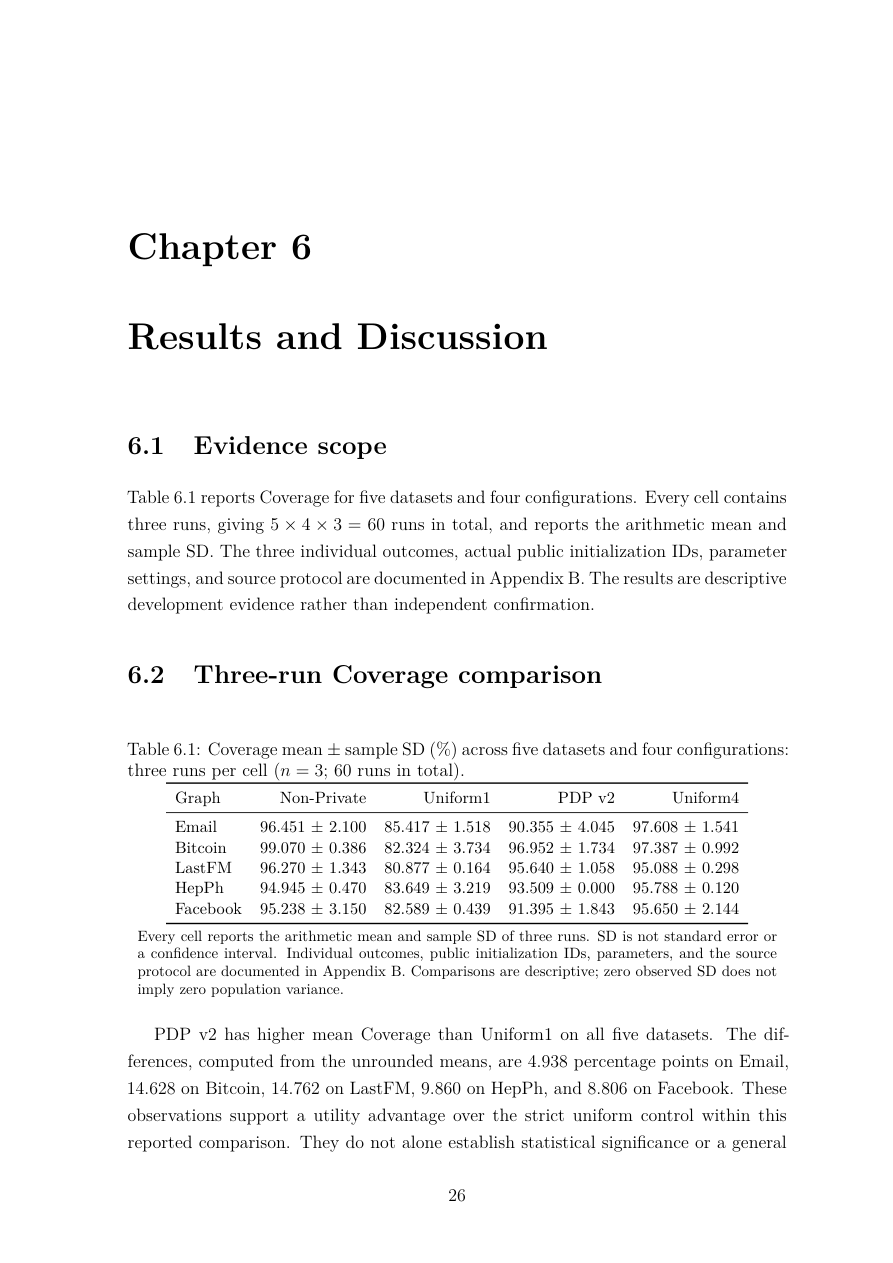 Chapter 6
Results and Discussion
6.1 Evidence scope
Table 6.1 reports Coverage for five datasets and four configurations. Every cell contains
three runs, giving 5 × 4 × 3 = 60 runs in total, and reports the arithmetic mean and
sample SD. The three individual outcomes, actual public initialization IDs, parameter
settings, and source protocol are documented in Appendix B. The results are descriptive
development evidence rather than independent confirmation.
6.2 Three-run Coverage comparison
Table 6.1: Coverage mean ± sample SD (%) across five datasets and four configurations:
three runs per cell (n = 3; 60 runs in total).
Graph Non-Private Uniform1 PDP v2 Uniform4
Email 96.451 ± 2.100 85.417 ± 1.518 90.355 ± 4.045 97.608 ± 1.541
Bitcoin 99.070 ± 0.386 82.324 ± 3.734 96.952 ± 1.734 97.387 ± 0.992
LastFM 96.270 ± 1.343 80.877 ± 0.164 95.640 ± 1.058 95.088 ± 0.298
HepPh 94.945 ± 0.470 83.649 ± 3.219 93.509 ± 0.000 95.788 ± 0.120
Facebook 95.238 ± 3.150 82.589 ± 0.439 91.395 ± 1.843 95.650 ± 2.144
Every cell reports the arithmetic mean and sample SD of three runs. SD is not standard error or
a confidence interval. Individual outcomes, public initialization IDs, parameters, and the source
protocol are documented in Appendix B. Comparisons are descriptive; zero observed SD does not
imply zero population variance.
PDP v2 has higher mean Coverage than Uniform1 on all five datasets. The dif-
ferences, computed from the unrounded means, are 4.938 percentage points on Email,
14.628 on Bitcoin, 14.762 on LastFM, 9.860 on HepPh, and 8.806 on Facebook. These
observations support a utility advantage over the strict uniform control within this
reported comparison. They do not alone establish statistical significance or a general
26